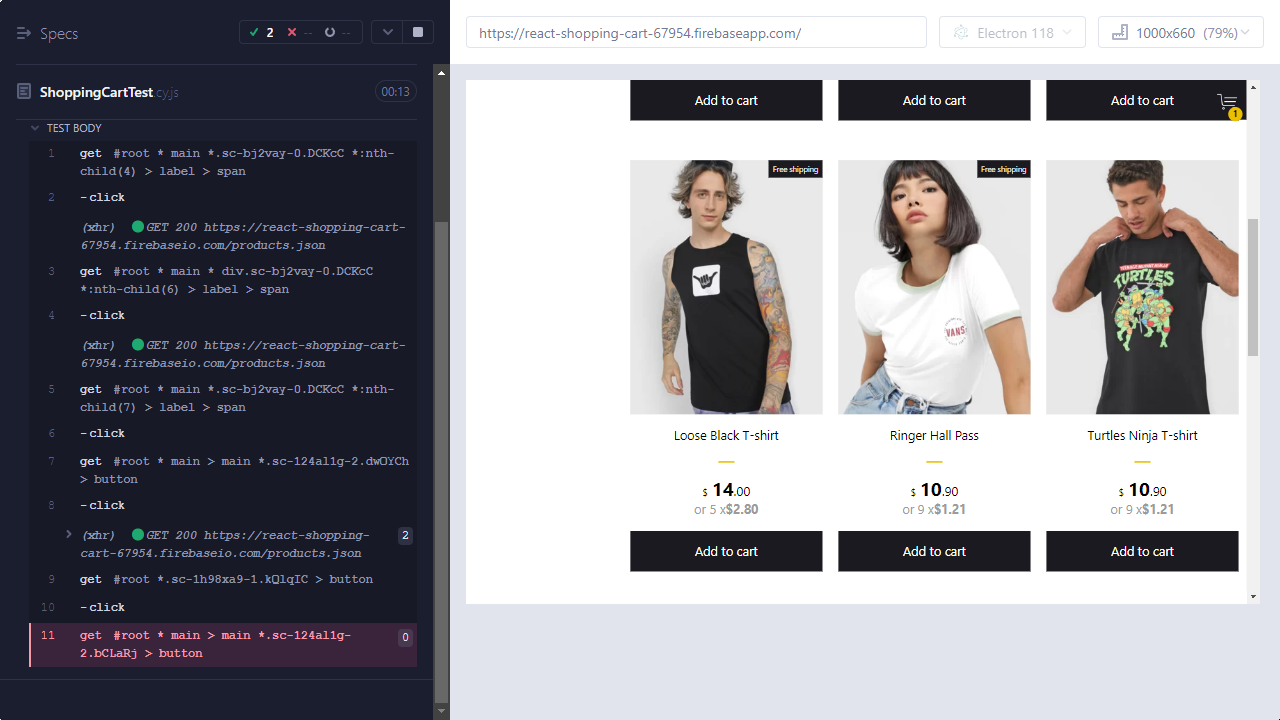 Specs
2
--
--
https://react-shopping-cart-67954.firebaseapp.com/
Electron 118
1000x660 (79%)
ShoppingCartTest.cy.js
00:13
TEST BODY
1 get #root * main *.sc-bj2vay-0.DCKcC *:nth-
child(4) > label > span
2 -click
(xhr) GET 200 https://react-shopping-cart-
67954.firebaseio.com/products.json
3 get #root * main * div.sc-bj2vay-0.DCKcC
*:nth-child(6) > label > span
4 -click
(xhr) GET 200 https://react-shopping-cart-
67954.firebaseio.com/products.json
5 get #root * main *.sc-bj2vay-0.DCKcC *:nth-
child(7) > label > span
6 -click
7 get #root * main > main *.sc-124al1g-2.dwOYCh
> button
8 -click
(xhr) GET 200 https://react-shopping- 2
cart-67954.firebaseio.com/products.json
9 get #root *.sc-1h98xa9-1.kQlqIC > button
10 -click
11 get #root * main > main *.sc-124al1g- 0
2.bCLaRj > button
Add to cart
Add to cart
Add to cart
1
Free shipping
Free shipping
VANS
TEENAGE MUTANT NINJA
TURTLES
Loose Black T-shirt
Ringer Hall Pass
Turtles Ninja T-shirt
$ 14.00
$ 10.90
$ 10.90
or 5 x$2.80
or 9 x$1.21
or 9 x$1.21
Add to cart
Add to cart
Add to cart